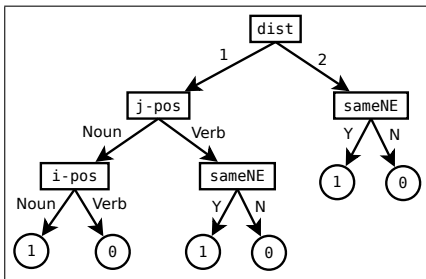 dist
1 2
j-pos sameNE
Noun Verb Y N
i-pos sameNE 1 0
Noun Verb Y N
1 0 1 0